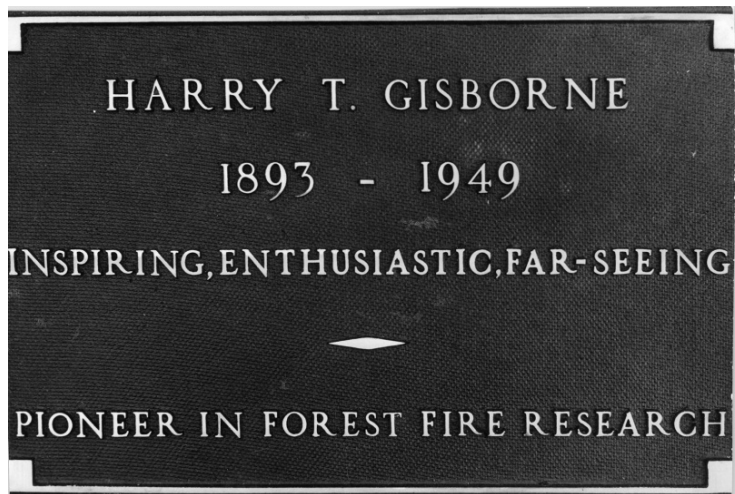 HARRY T. GISBORNE
1893 - 1949
INSPIRING, ENTHUSIASTIC, FAR-SEEING
PIONEER IN FOREST FIRE RESEARCH